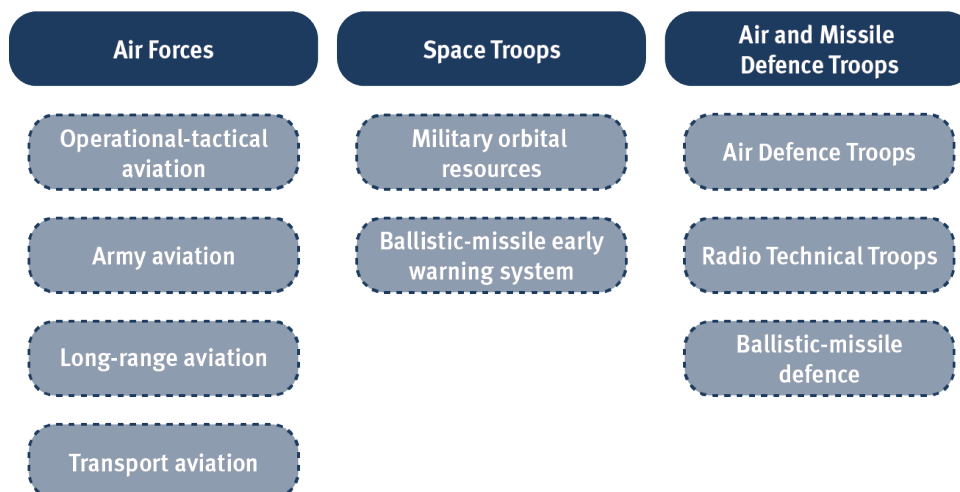 Air Forces
Operational-tactical
aviation
Army aviation
Long-range aviation
Transport aviation
Space Troops
Military orbital
resources
Ballistic-missile early
warning system
Air and Missile
Defence Troops
Air Defence Troops
Radio Technical Troops
Ballistic-missile
defence